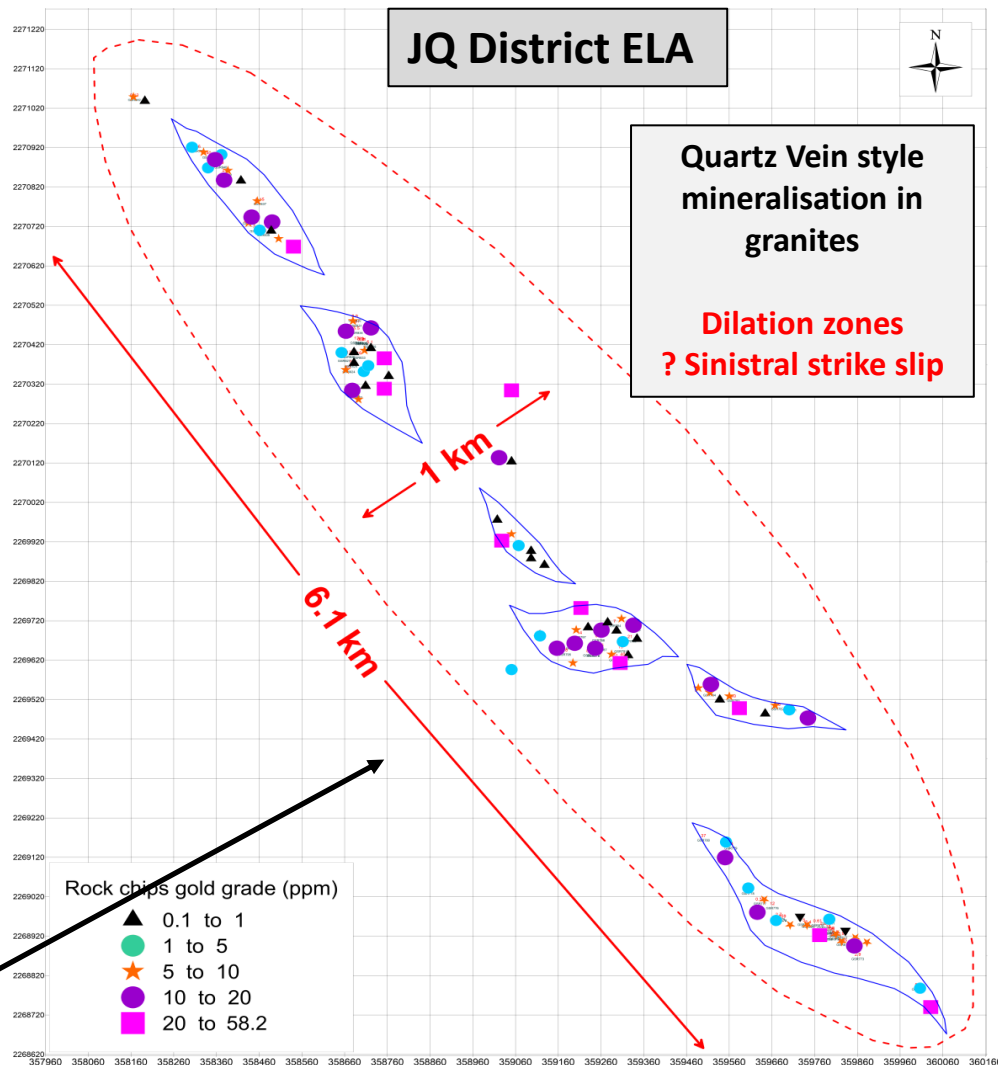 JQ District ELA
N
Quartz Vein style
mineralisation in
granites
Dilation zones
? Sinistral strike slip
1 km
6.1 km
Rock chips gold grade (ppm)
0.1 to 1
1 to 5
5 to 10
10 to 20
20 to 58.2
2271220
2271120
2271020
2270920
2270820
2270720
2270620
2270520
2270420
2270320
2270220
2270120
2270020
2269920
2269820
2269720
2269620
2269520
2269420
2269320
2269220
2269120
2269020
2268920
2268820
2268720
2268620
357960 358060 358160 358260 358360 358460 358560 358660 358760 358860 358960 359060 359160 359260 359360 359460 359560 359660 359760 359860 359960 360060 360160